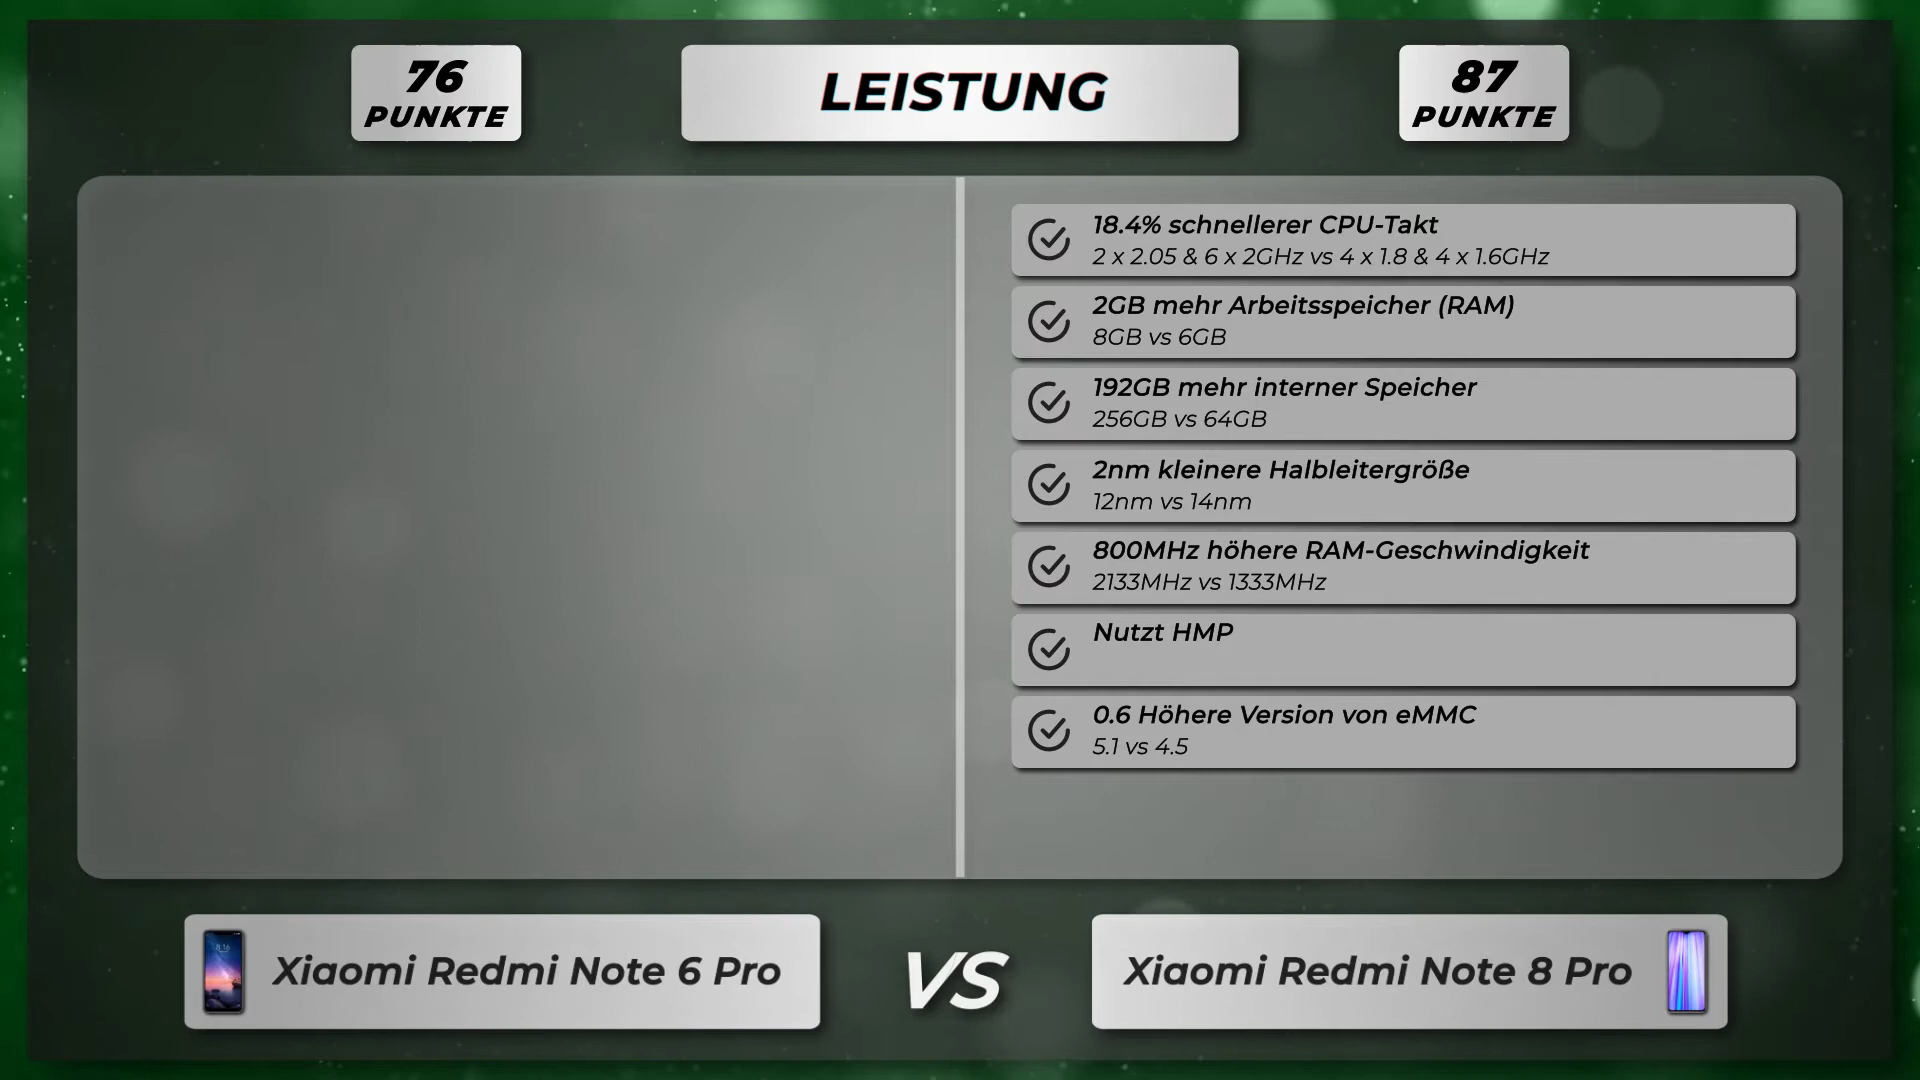 76
PUNKTE
LEISTUNG
87
PUNKTE
18.4% schnellerer CPU-Takt
2 x 2.05 & 6 x 2GHz vs 4 x 1.8 & 4 x 1.6GHz
2GB mehr Arbeitsspeicher (RAM)
8GB vs 6GB
192GB mehr interner Speicher
256GB vs 64GB
2nm kleinere Halbleitergröße
12nm vs 14nm
800MHz höhere RAM-Geschwindigkeit
2133MHz vs 1333MHz
Nutzt HMP
0.6 Höhere Version von eMMC
5.1 vs 4.5
8:16
Xiaomi Redmi Note 6 Pro
VS
Xiaomi Redmi Note 8 Pro